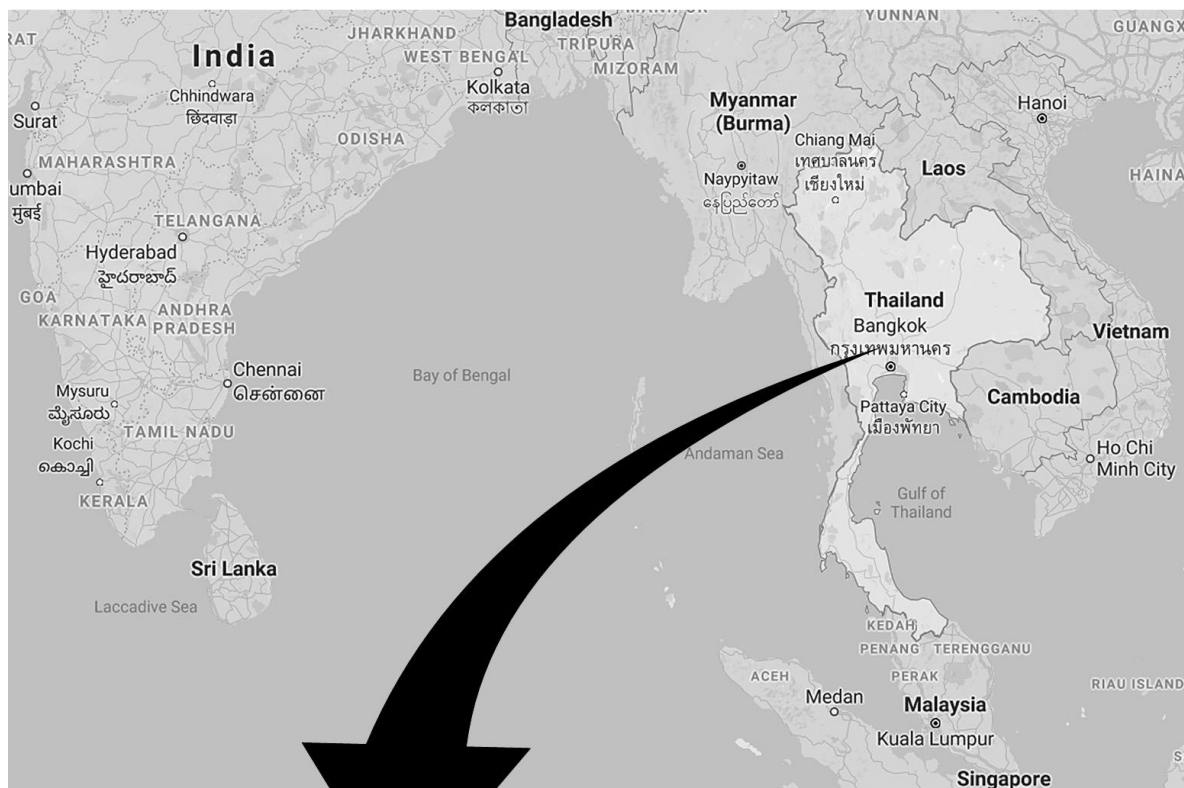 Bangladesh
YUNNAN
JHARKHAND
WEST BENGAL
TRIPURA
MIZORAM
India
Chhindwara
छिंदवाड़ा
Kolkata
কলকাতা
Surat
ODISHA
MAHARASHTRA
umbai
मुंबई
TELANGANA
Hyderabad
హైదరాబాద్
GOA
KARNATAKA
ANDHRA
PRADESH
Chennai
சென்னை
Mysuru
ಮೈಸೂರು
TAMIL NADU
Kochi
കൊച്ചി
KERALA
Sri Lanka
Laccadive Sea
Bay of Bengal
Andaman Sea
Myanmar
(Burma)
Naypyitaw
နေပြည်တော်
Chiang Mai
เทศบาลนคร
เชียงใหม่
Laos
Hanoi
GUANGX
HAINA
Thailand
Bangkok
กรุงเทพมหานคร
Pattaya City
เมืองพัทยา
Vietnam
Cambodia
Ho Chi
Minh City
Gulf of
Thailand
KEDAH
PENANG
TERENGGANU
PERAK
ACEH
Medan
Malaysia
Kuala Lumpur
RIAU ISLAND
Singapore